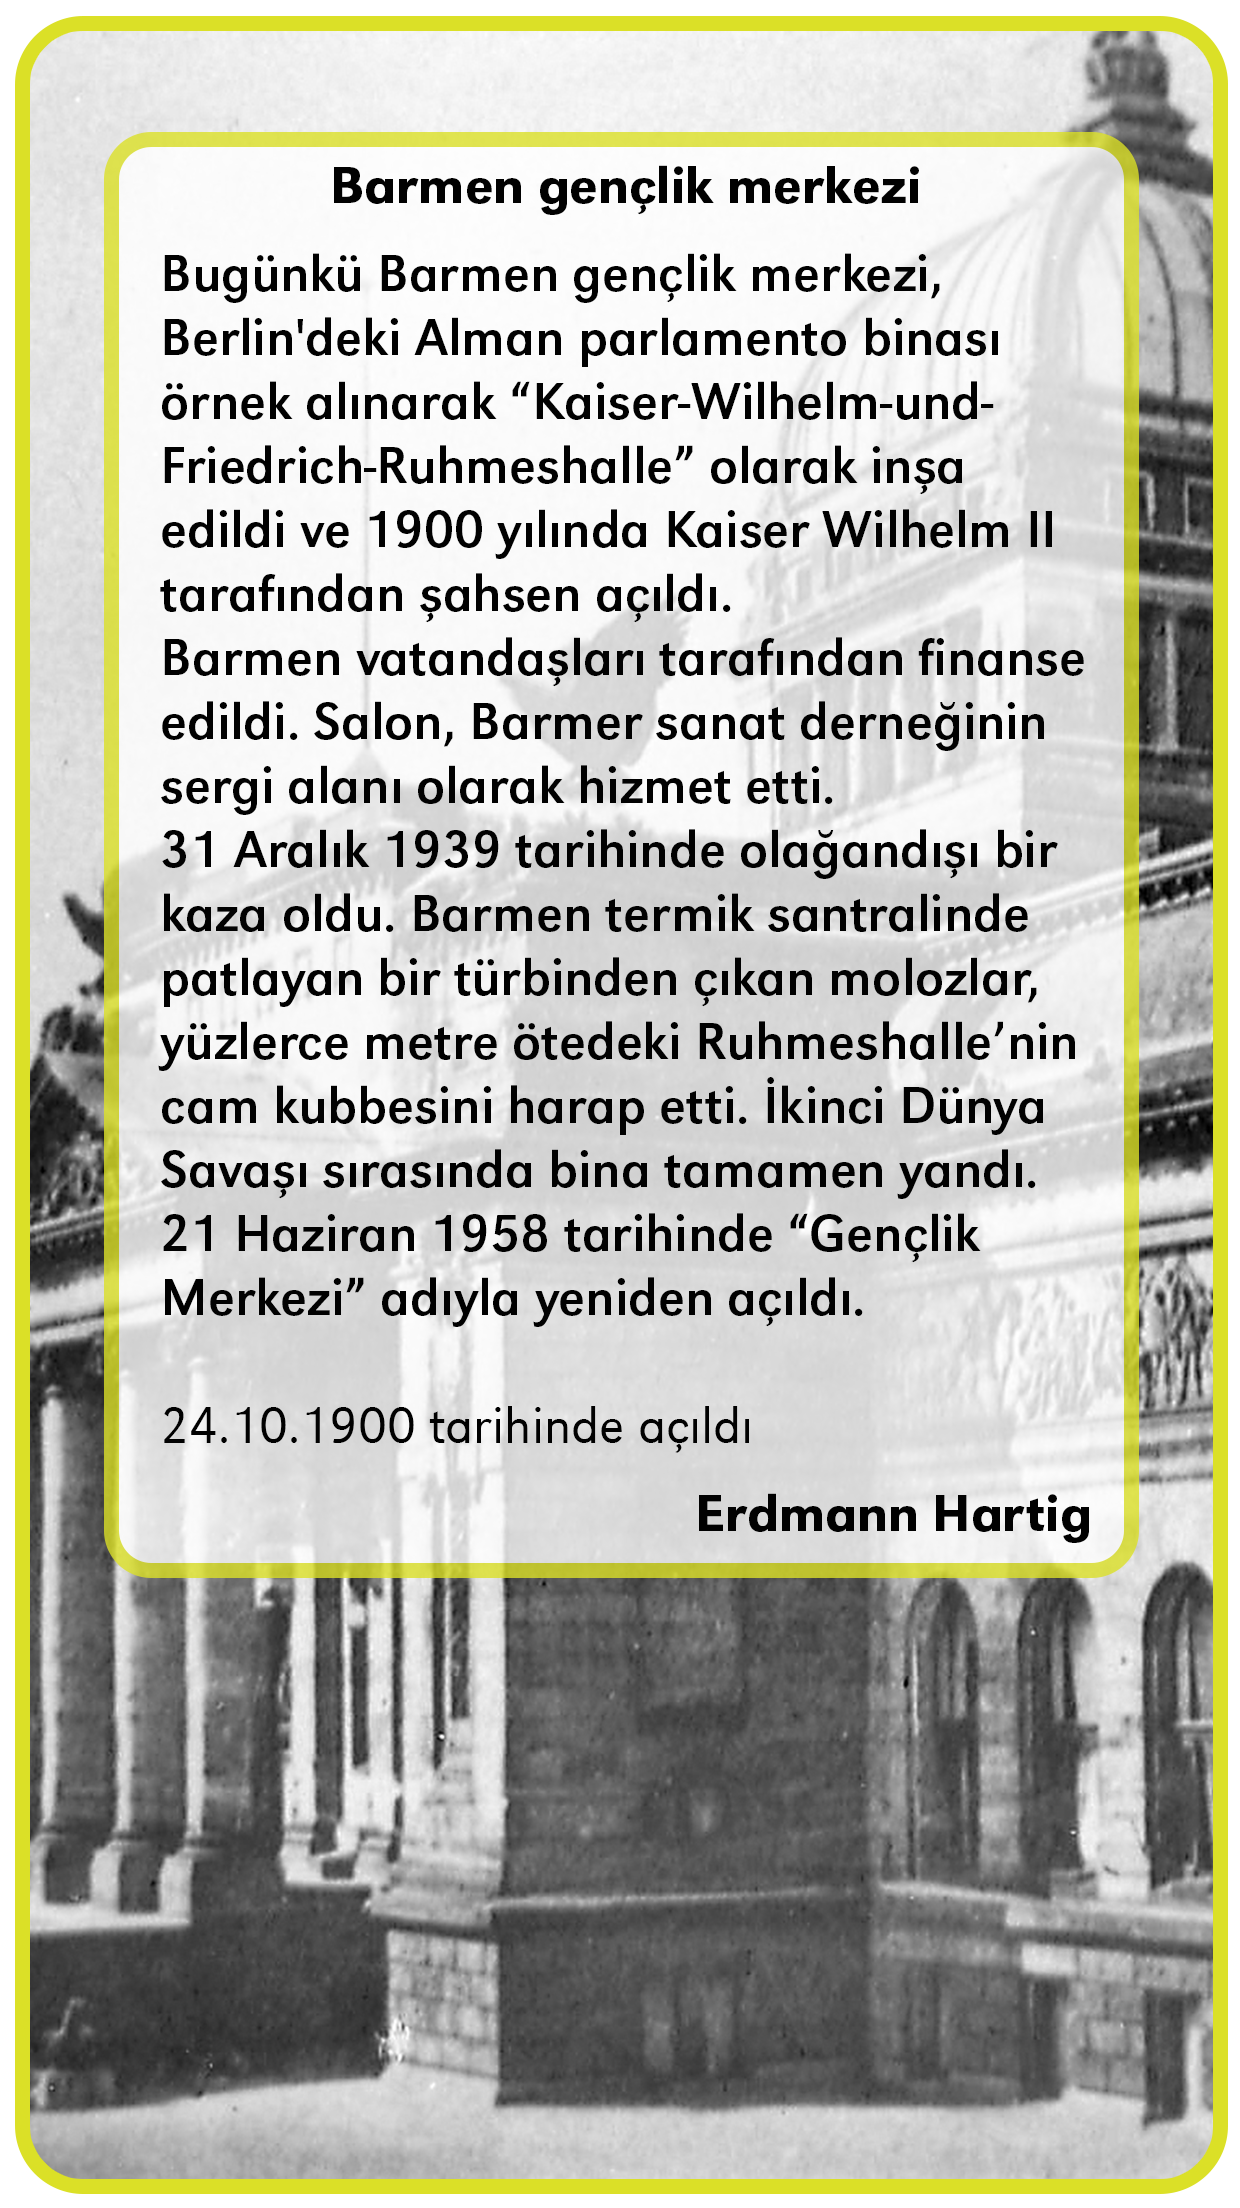 Barmen gençlik merkezi
Bugünkü Barmen gençlik merkezi,
Berlin'deki Alman parlamento binası
örnek alınarak “Kaiser-Wilhelm-und-
Friedrich-Ruhmeshalle” olarak inşa
edildi ve 1900 yılında Kaiser Wilhelm II
tarafından şahsen açıldı.
Barmen vatandaşları tarafından finanse
edildi. Salon, Barmer sanat derneğinin
sergi alanı olarak hizmet etti.
31 Aralık 1939 tarihinde olağandışı bir
kaza oldu. Barmen termik santralinde
patlayan bir türbinden çıkan molozlar,
yüzlerce metre ötedeki Ruhmeshalle’nin
cam kubbesini harap etti. İkinci Dünya
Savaşı sırasında bina tamamen yandı.
21 Haziran 1958 tarihinde “Gençlik
Merkezi” adıyla yeniden açıldı.
24.10.1900 tarihinde açıldı
Erdmann Hartig